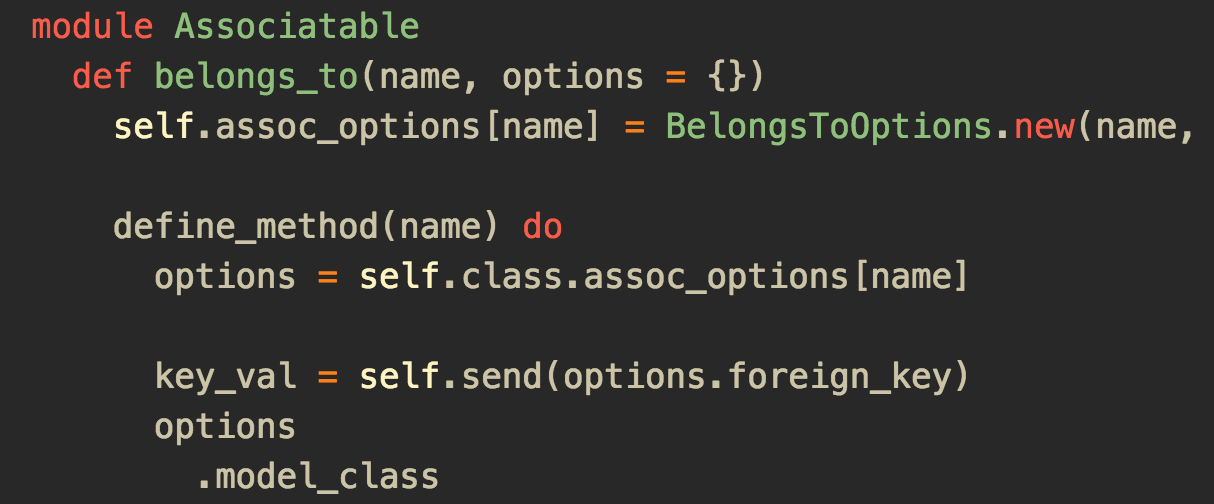 module Associatable
  def belongs_to(name, options = {})
    self.assoc_options[name] = BelongsToOptions.new(name,
    define_method(name) do
      options = self.class.assoc_options[name]
      key_val = self.send(options.foreign_key)
      options
        .model_class